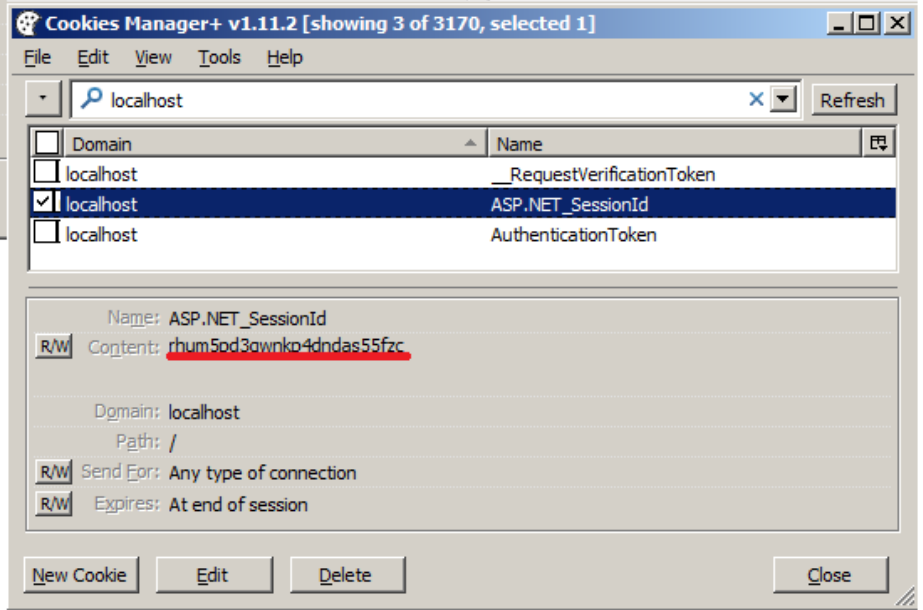 Cookies Manager+ v1.11.2 [showing 3 of 3170, selected 1]
File Edit View Tools Help
localhost Refresh
Domain Name
localhost __RequestVerificationToken
localhost ASP.NET_SessionId
localhost AuthenticationToken
Name: ASP.NET_SessionId
R/W Content: rhum5pd3qwnkp4dndas55fzc
Domain: localhost
Path: /
R/W Send For: Any type of connection
R/W Expires: At end of session
New Cookie Edit Delete Close